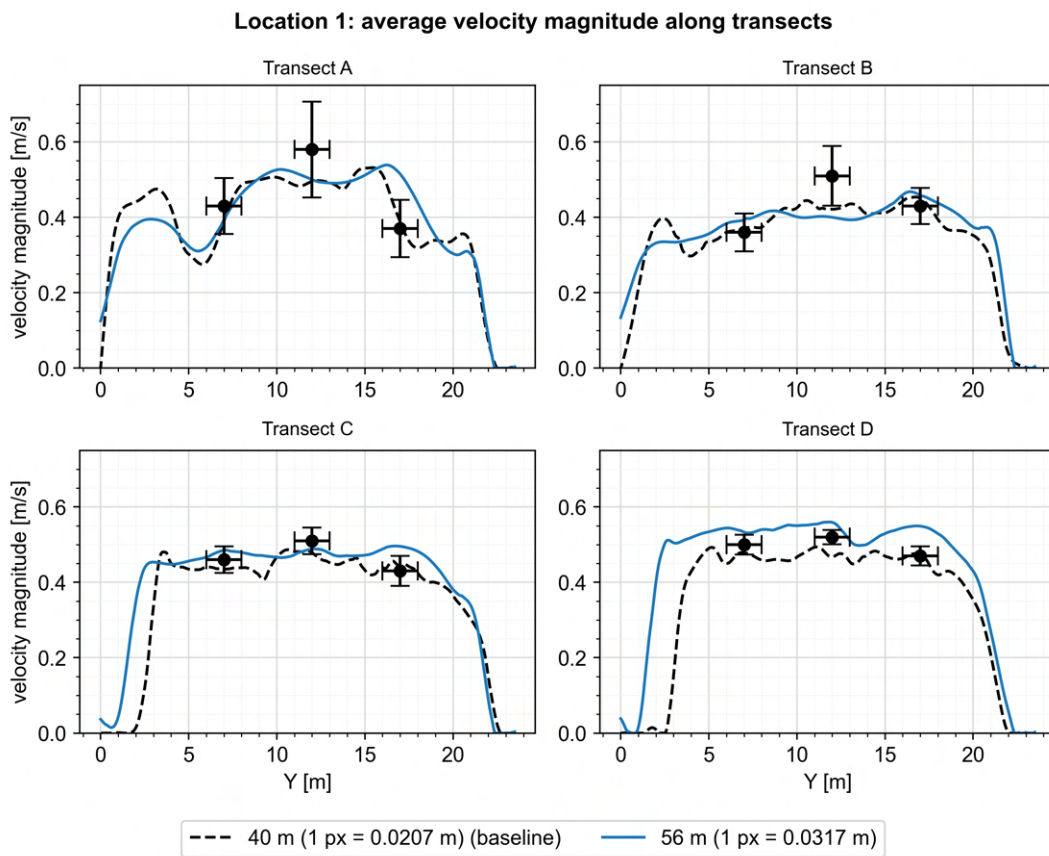 Location 1: average velocity magnitude along transects
Transect A
Transect B
velocity magnitude [m/s]
0.6
0.4
0.2
0.0
0 5 10 15 20
0.6
0.4
0.2
0.0
0 5 10 15 20
Transect C
Transect D
velocity magnitude [m/s]
0.6
0.4
0.2
0.0
0 5 10 15 20
Y [m]
0.6
0.4
0.2
0.0
0 5 10 15 20
Y [m]
40 m (1 px = 0.0207 m) (baseline) 56 m (1 px = 0.0317 m)